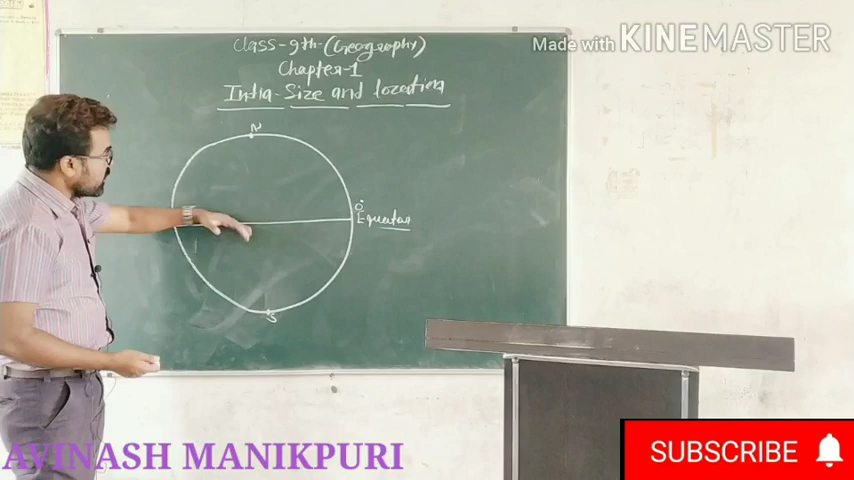 Class-9th-(Geography)
Chapter-1
India-Size and location
Made with KINEMASTER
N
0°
Equator
S
AVINASH MANIKPURI
SUBSCRIBE